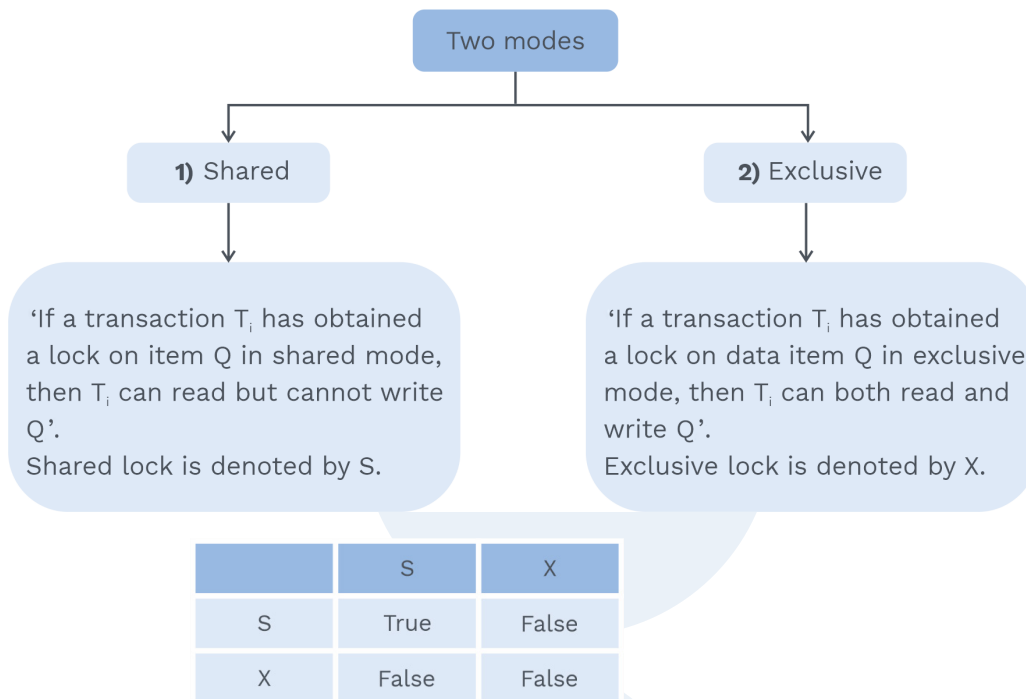 Two modes
1) Shared
2) Exclusive
‘If a transaction Ti has obtained
a lock on item Q in shared mode,
then Ti can read but cannot write
Q’.
Shared lock is denoted by S.
‘If a transaction Ti has obtained
a lock on data item Q in exclusive
mode, then Ti can both read and
write Q’.
Exclusive lock is denoted by X.
S X
S True False
X False False